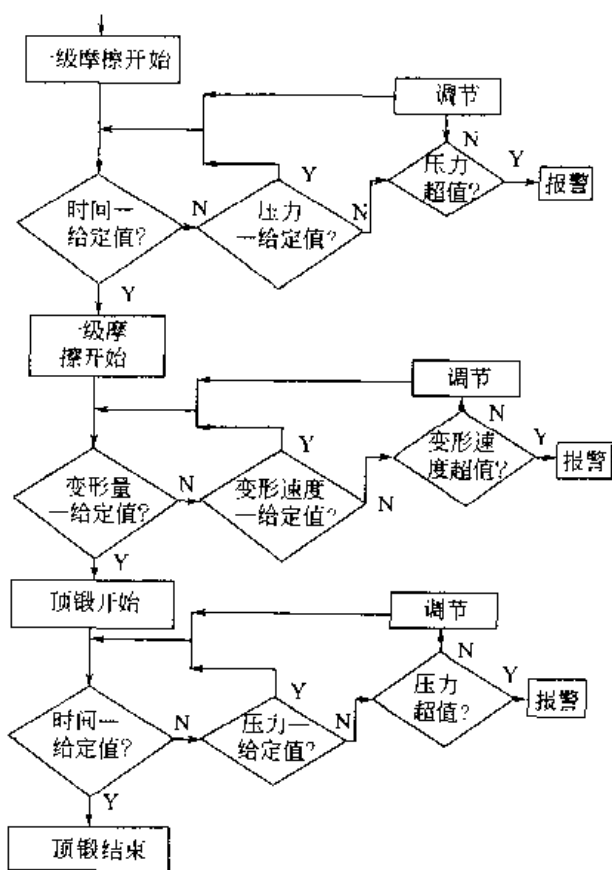 一级摩檫开始
调节
N
压力
超值?
Y
报警
Y
时间一
给定值?
N
压力
一给定值?
N
Y
一级摩
擦开始
调节
N
变形速
度超值?
Y
报警
Y
变形量
一给定值?
N
变形速度
一给定值?
N
Y
顶锻开始
调节
N
压力
超值?
Y
报警
Y
时间一
给定值?
N
压力一
给定值?
N
Y
顶锻结束